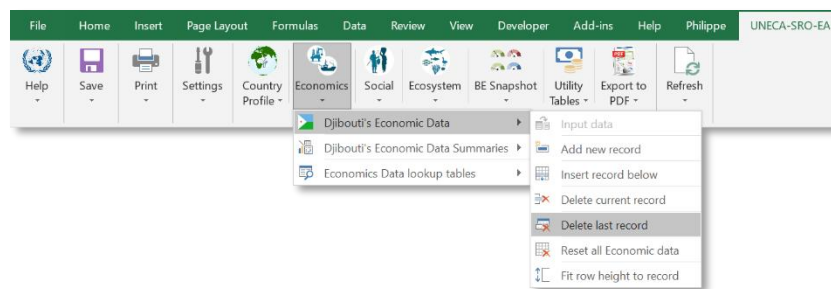 File Home Insert Page Layout Formulas Data Review View Developer Add-ins Help Philippe UNECA-SRO-EA
Help Save Print Settings Country Profile Economics Social Ecosystem BE Snapshot Utility Tables Export to PDF Refresh
Djibouti's Economic Data
Djibouti's Economic Data Summaries
Economics Data lookup tables
Input data
Add new record
Insert record below
Delete current record
Delete last record
Reset all Economic data
Fit row height to record